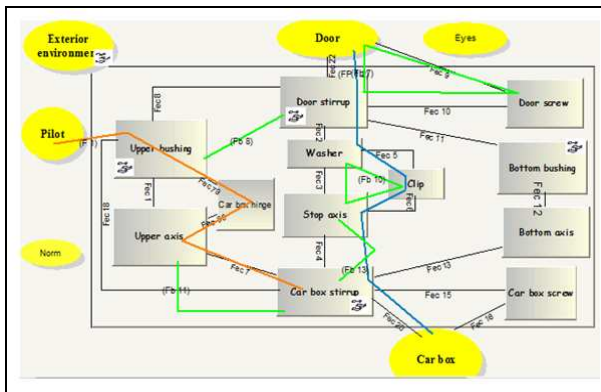 Exterior
environment
Door
Eyes
Fec 22
(FP)(Fb 7)
Fec 9
Fec 8
Door stirrup
Door screw
Fec 10
Pilot
(F 1)
Upper bushing
(Fb 8)
Fec 2
Fec 11
Washer
Fec 5
Bottom bushing
(Fb 10)
Clip
Fec 3
Fec 18
Fec 1
Car box hinge
Fec 12
Stop axis
Upper axis
Bottom axis
Norm
Fec 4
Fec 7
(Fb 13)
Fec 13
(Fb 11)
Car box stirrup
Fec 15
Car box screw
Fec 20
Fec 16
Car box